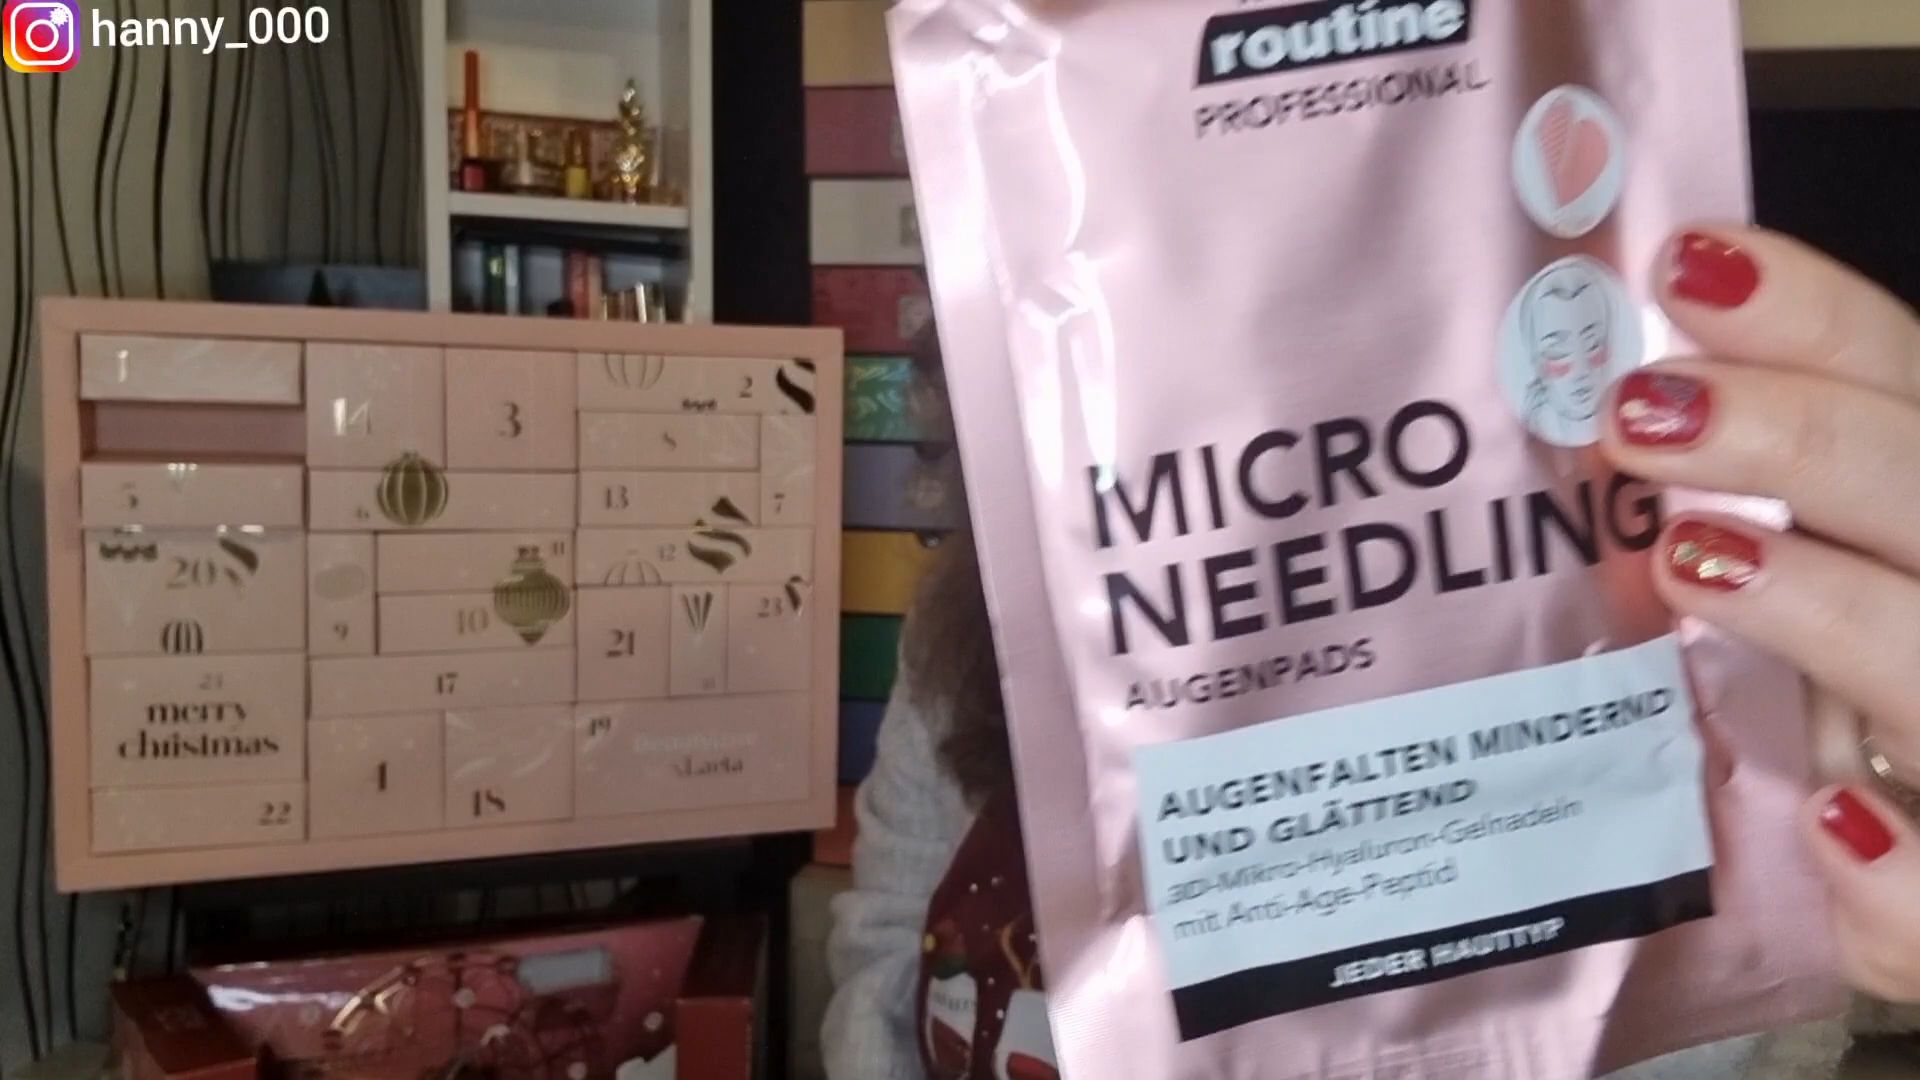 hanny_000
routine
PROFESSIONAL
MICRO
NEEDLING
AUGENPADS
AUGENFALTEN MINDERND
UND GLÄTTEND
3D-Mikro-Hyaluron-Gelnadeln
mit Anti-Age-Peptid
JEDER HAUTTYP
1
14
3
2
8
5
6
13
7
20
9
11
10
12
21
23
24
merry
christmas
17
4
18
19
22